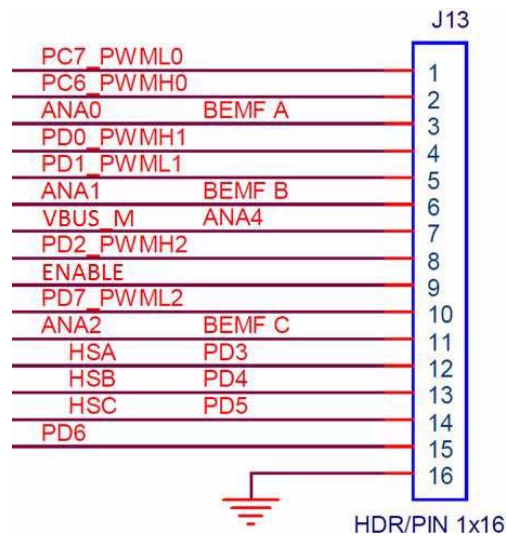 J13
PC7_PWML0 1
PC6_PWMH0 2
ANA0 BEMF A 3
PD0_PWMH1 4
PD1_PWML1 5
ANA1 BEMF B 6
VBUS_M ANA4 7
PD2_PWMH2 8
ENABLE 9
PD7_PWML2 10
ANA2 BEMF C 11
HSA PD3 12
HSB PD4 13
HSC PD5 14
PD6 15
16
HDR/PIN 1x16